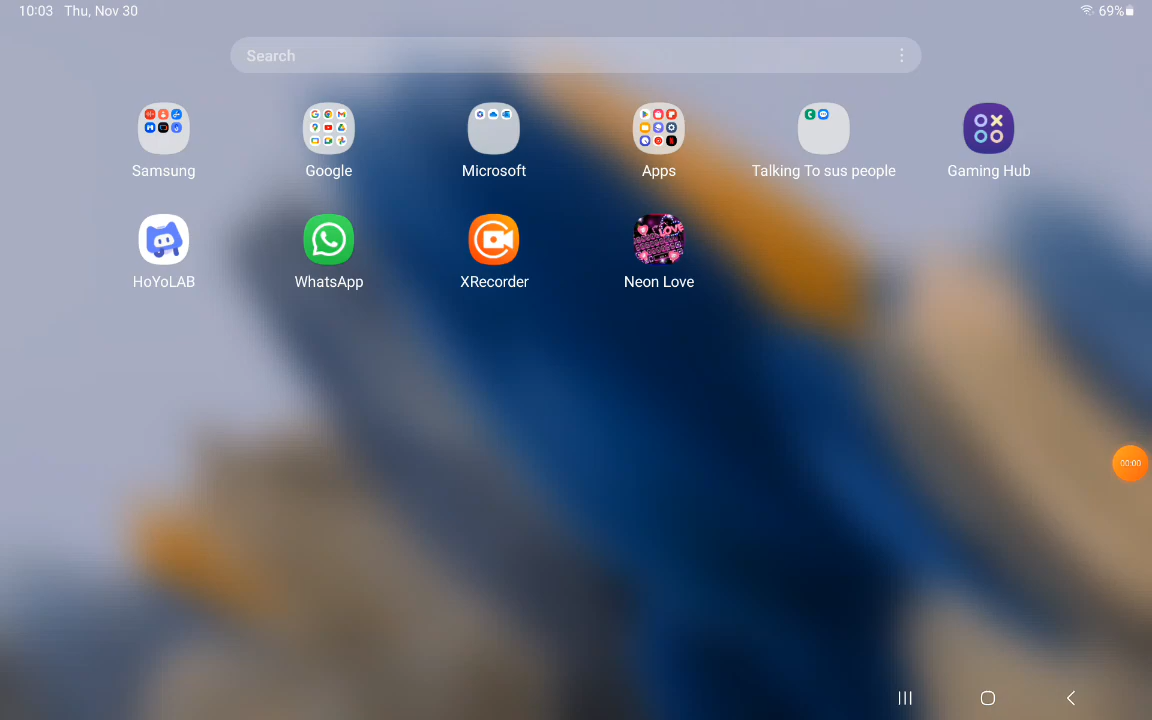 10:03 Thu, Nov 30 69%
Search
Samsung Google Microsoft Apps Talking To sus people Gaming Hub
HoYoLAB WhatsApp XRecorder Neon Love
LOVE
00:00